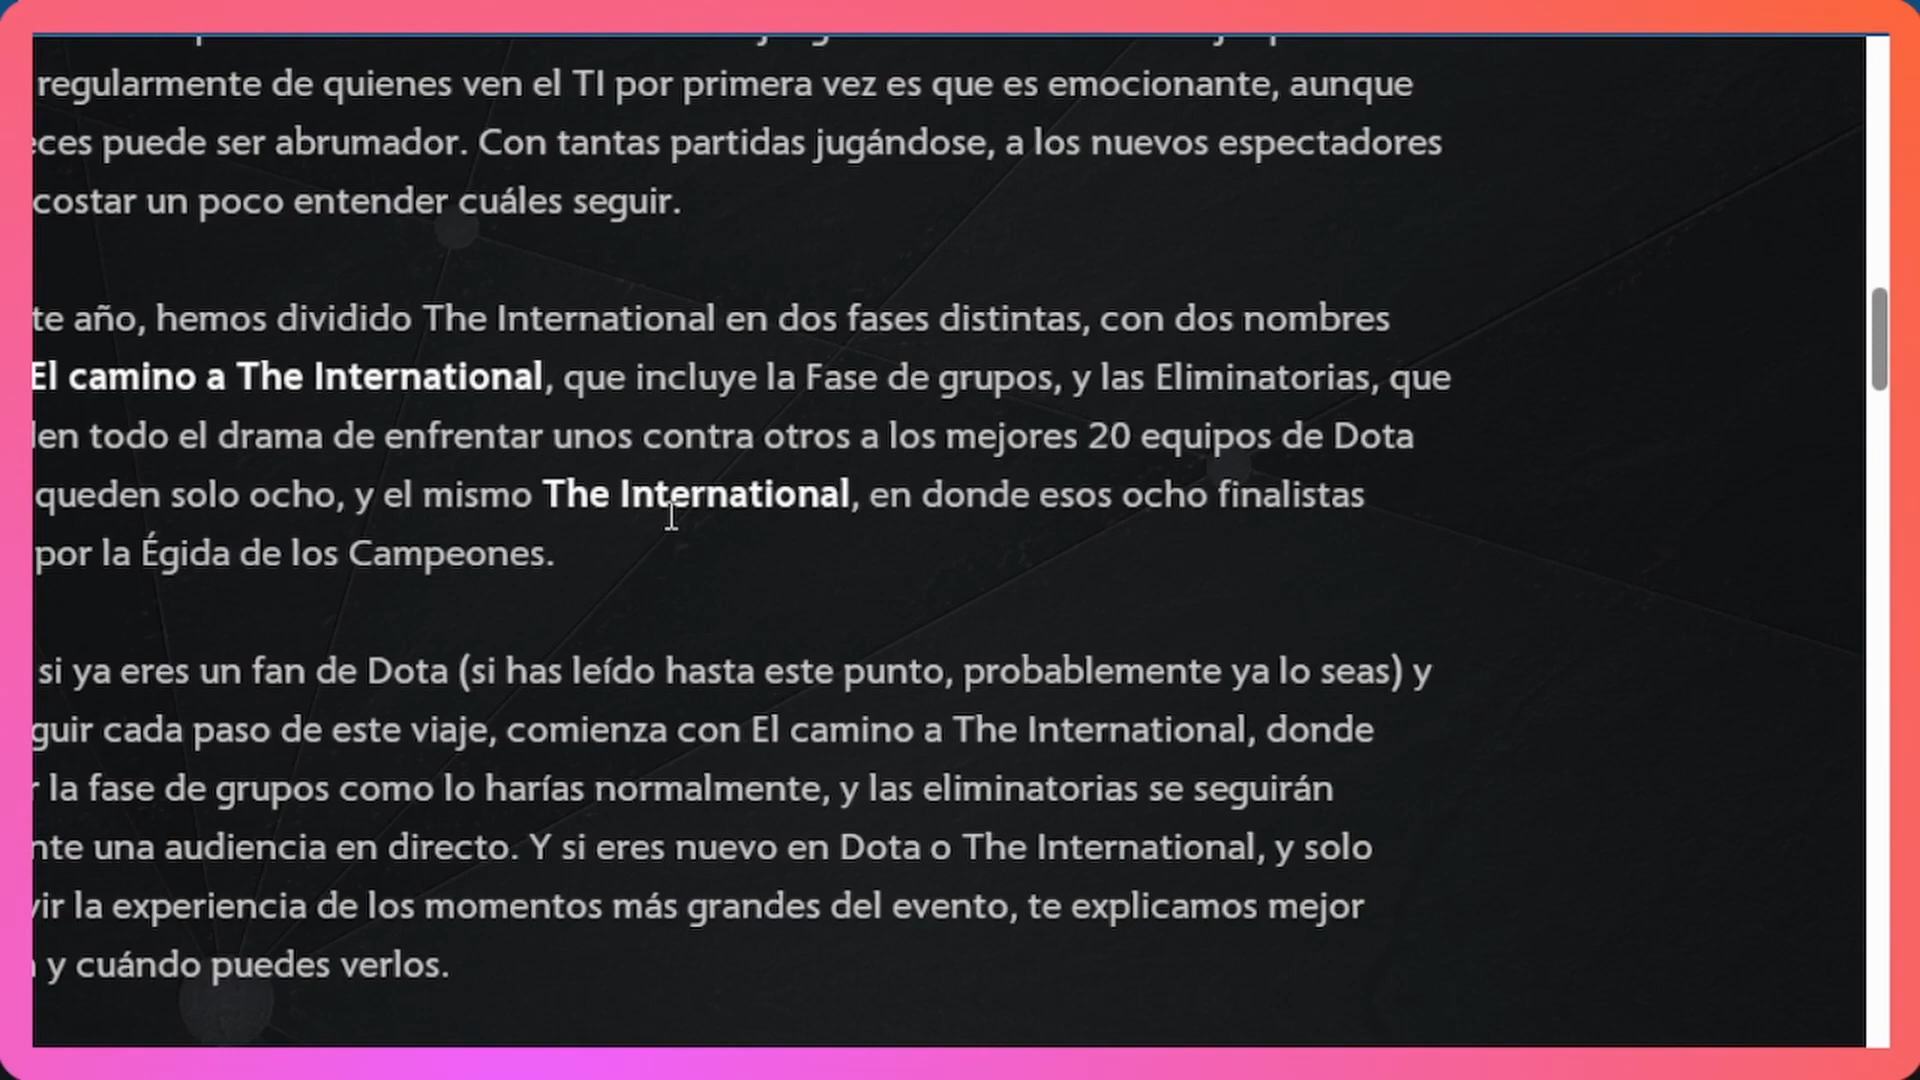 regularmente de quienes ven el TI por primera vez es que es emocionante, aunque
puede ser abrumador. Con tantas partidas jugándose, a los nuevos espectadores
costar un poco entender cuáles seguir.
te año, hemos dividido The International en dos fases distintas, con dos nombres
El camino a The International, que incluye la Fase de grupos, y las Eliminatorias, que
todo el drama de enfrentar unos contra otros a los mejores 20 equipos de Dota
queden solo ocho, y el mismo The International, en donde esos ocho finalistas
por la Égida de los Campeones.
si ya eres un fan de Dota (si has leído hasta este punto, probablemente ya lo seas) y
guir cada paso de este viaje, comienza con El camino a The International, donde
la fase de grupos como lo harías normalmente, y las eliminatorias se seguirán
una audiencia en directo. Y si eres nuevo en Dota o The International, y solo
la experiencia de los momentos más grandes del evento, te explicamos mejor
y cuándo puedes verlos.